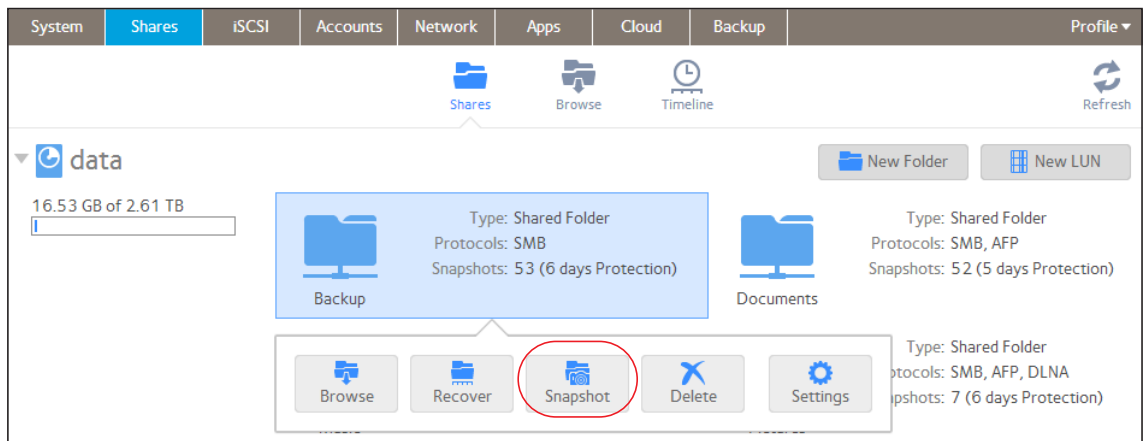 System Shares iSCSI Accounts Network Apps Cloud Backup Profile
Shares Browse Timeline Refresh
data New Folder New LUN
16.53 GB of 2.61 TB
Type: Shared Folder
Protocols: SMB
Snapshots: 53 (6 days Protection)
Backup
Type: Shared Folder
Protocols: SMB, AFP
Snapshots: 52 (5 days Protection)
Documents
Type: Shared Folder
otocols: SMB, AFP, DLNA
apshots: 7 (6 days Protection)
Browse Recover Snapshot Delete Settings